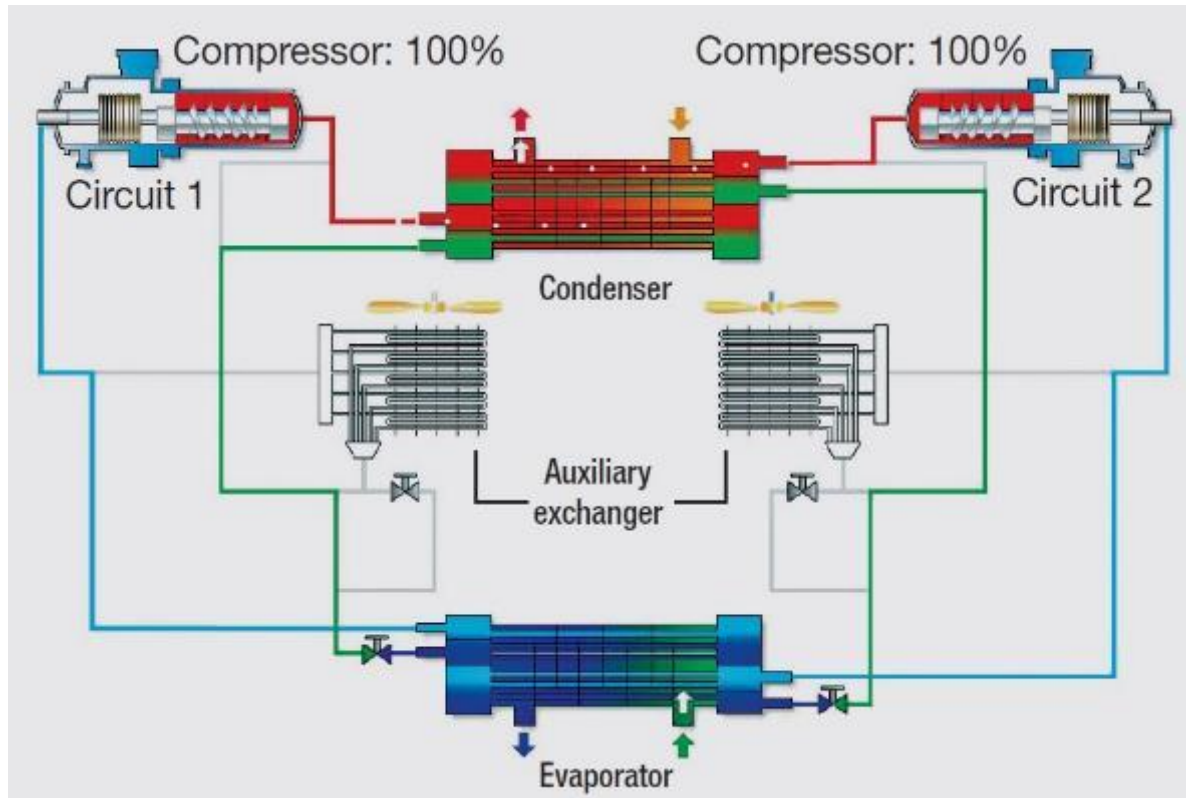 Compressor: 100%
Compressor: 100%
Circuit 1
Circuit 2
Condenser
Auxiliary
exchanger
Evaporator